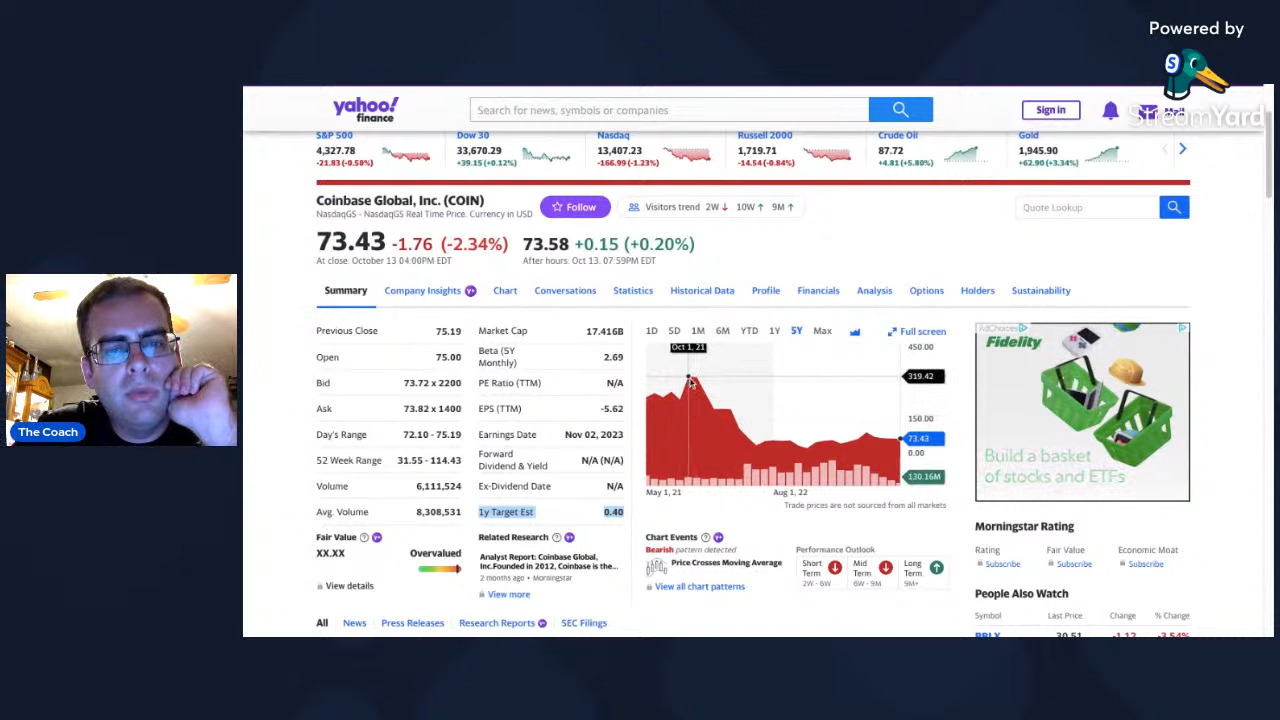 Powered by
S
StreamYard
yahoo!
finance
Search for news, symbols or companies
Sign in
S&P 500
4,327.78
-21.83 (-0.50%)
Dow 30
33,670.29
+39.15 (+0.12%)
Nasdaq
13,407.23
-166.99 (-1.23%)
Russell 2000
1,719.71
-14.54 (-0.84%)
Crude Oil
87.72
+4.81 (+5.80%)
Gold
1,945.90
+62.90 (+3.34%)
Coinbase Global, Inc. (COIN)
NasdaqGS - NasdaqGS Real Time Price. Currency in USD
Follow
Visitors trend 2W 10W 9M
Quote Lookup
73.43 -1.76 (-2.34%)
At close: October 13 04:00PM EDT
73.58 +0.15 (+0.20%)
After hours: Oct 13. 07:59PM EDT
Summary
Company Insights
Chart
Conversations
Statistics
Historical Data
Profile
Financials
Analysis
Options
Holders
Sustainability
Previous Close 75.19
Open 75.00
Bid 73.72 x 2200
Ask 73.82 x 1400
Day's Range 72.10 - 75.19
52 Week Range 31.55 - 114.43
Volume 6,111,524
Avg. Volume 8,308,531
Market Cap 17.416B
Beta (5Y
Monthly) 2.69
PE Ratio (TTM) N/A
EPS (TTM) -5.62
Earnings Date Nov 02, 2023
Forward
Dividend & Yield N/A (N/A)
Ex-Dividend Date N/A
1y Target Est 0.40
1D 5D 1M 6M YTD 1Y 5Y Max
Full screen
Oct 1, 21
450.00
319.42
150.00
73.43
0.00
130.16M
May 1, 21
Aug 1, 22
Trade prices are not sourced from all markets
AdChoices
Fidelity
Build a basket
of stocks and ETFs
The Coach
Fair Value
XX.XX
Overvalued
View details
Related Research
Analyst Report: Coinbase Global,
Inc.Founded in 2012, Coinbase is the...
2 months ago • Morningstar
View more
Chart Events
Bearish pattern detected
Price Crosses Moving Average
View all chart patterns
Performance Outlook
Short
Term
2W - 6W
Mid
Term
6W - 9M
Long
Term
9M+
Morningstar Rating
Rating
Subscribe
Fair Value
Subscribe
Economic Moat
Subscribe
People Also Watch
Symbol Last Price Change % Change
RBLX 30.51 -1.12 -3.54%
All
News
Press Releases
Research Reports
SEC Filings